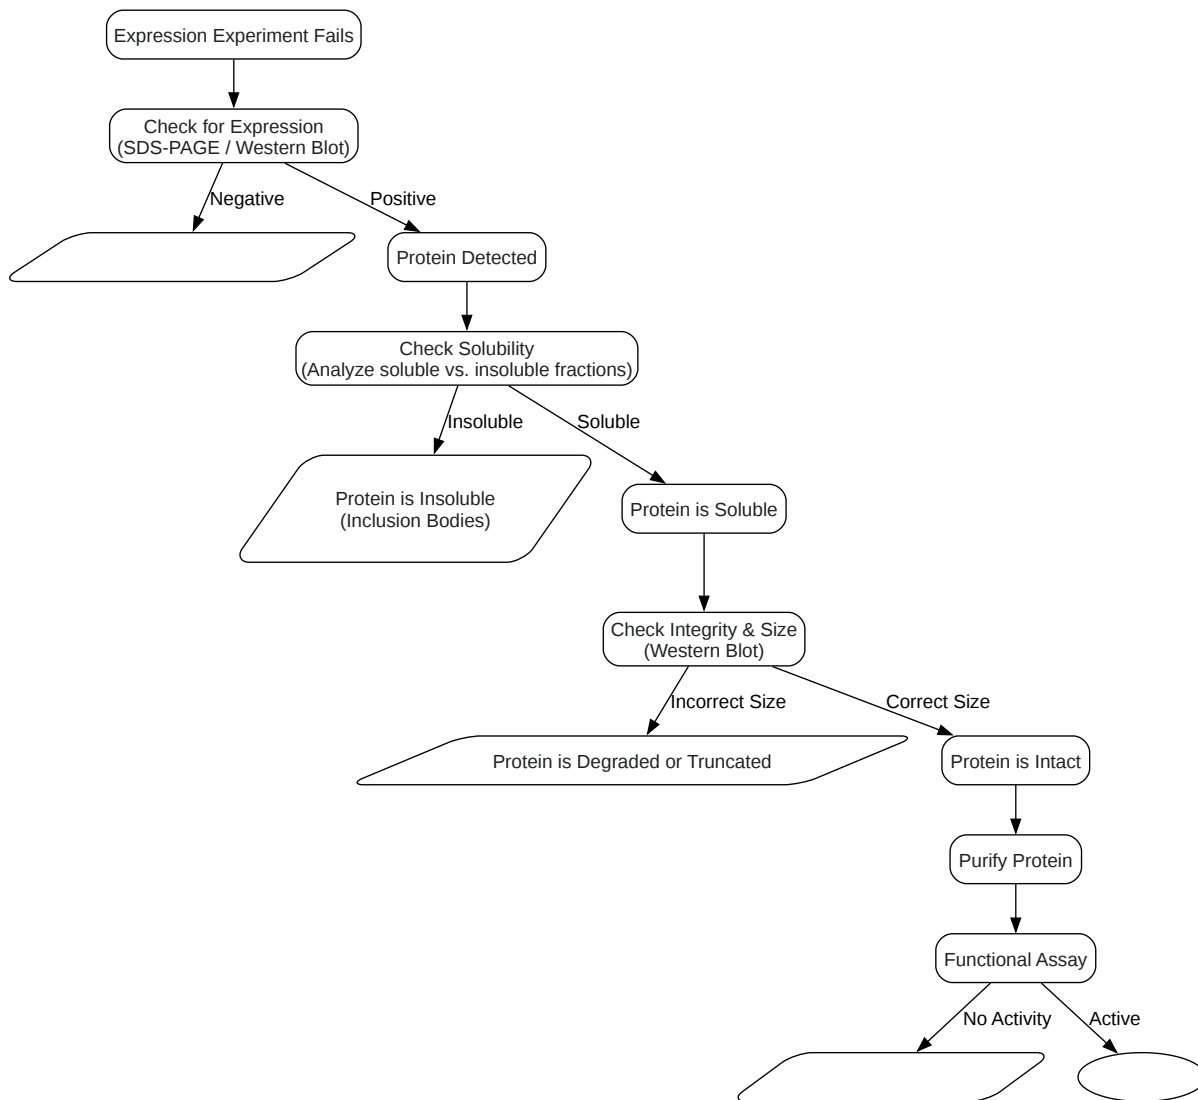 Expression Experiment Fails
Check for Expression
(SDS-PAGE / Western Blot)
Negative
Positive
Protein Detected
Check Solubility
(Analyze soluble vs. insoluble fractions)
Insoluble
Soluble
Protein is Insoluble
(Inclusion Bodies)
Protein is Soluble
Check Integrity & Size
(Western Blot)
Incorrect Size
Correct Size
Protein is Degraded or Truncated
Protein is Intact
Purify Protein
Functional Assay
No Activity
Active